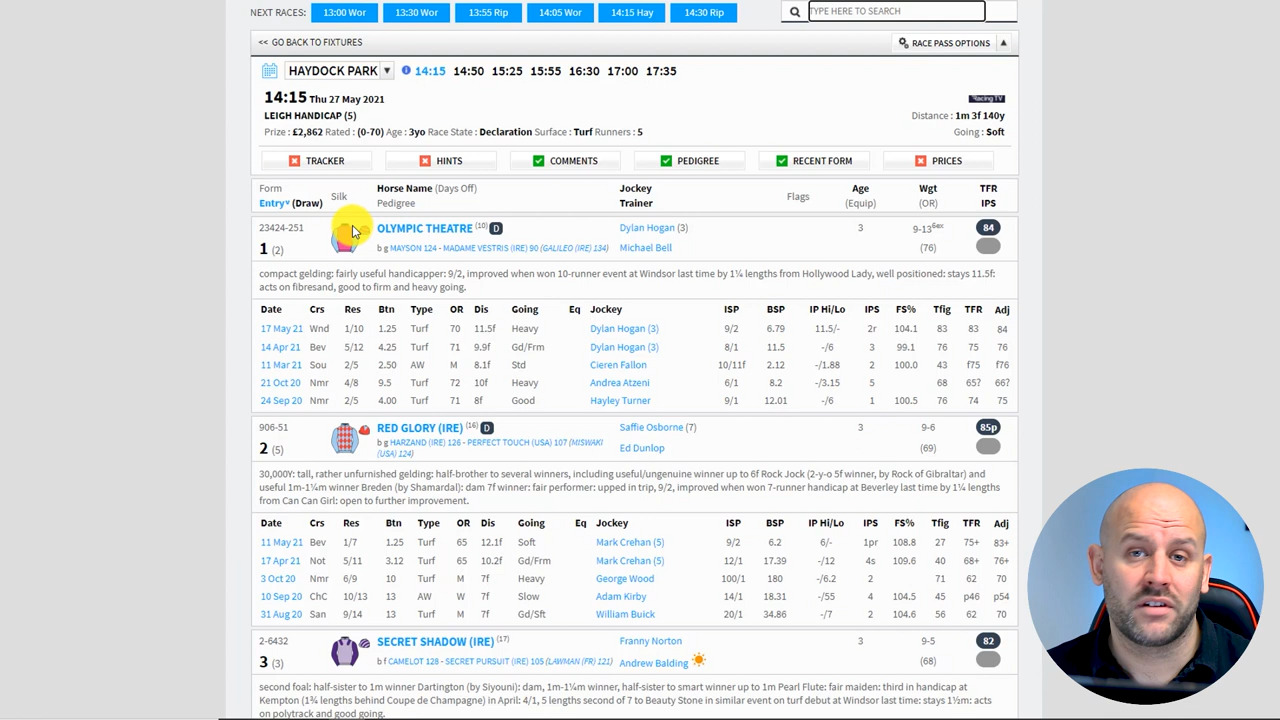 NEXT RACES: 13:00 Wor 13:30 Wor 13:55 Rip 14:05 Wor 14:15 Hay 14:30 Rip TYPE HERE TO SEARCH
<< GO BACK TO FIXTURES RACE PASS OPTIONS ▲
HAYDOCK PARK ▼ 14:15 14:50 15:25 15:55 16:30 17:00 17:35
14:15 Thu 27 May 2021 Racing TV
LEIGH HANDICAP (5) Distance : 1m 3f 140y
Prize : £2,862 Rated : (0-70) Age : 3yo Race State : Declaration Surface : Turf Runners : 5 Going : Soft
TRACKER HINTS COMMENTS PEDIGREE RECENT FORM PRICES
Form Silk Horse Name (Days Off) Jockey Flags Age Wgt TFR
Entry˅ (Draw) Pedigree Trainer (Equip) (OR) IPS
23424-251 OLYMPIC THEATRE (10) D Dylan Hogan (3) 3 9-13 6ex 84
1 (2) b g MAYSON 124 - MADAME VESTRIS (IRE) 90 (GALILEO (IRE) 134) Michael Bell (76)
compact gelding: fairly useful handicapper: 9/2, improved when won 10-runner event at Windsor last time by 1¼ lengths from Hollywood Lady, well positioned: stays 11.5f:
acts on fibresand, good to firm and heavy going.
Date Crs Res Btn Type OR Dis Going Eq Jockey ISP BSP IP Hi/Lo IPS FS% Tfig TFR Adj
17 May 21 Wnd 1/10 1.25 Turf 70 11.5f Heavy Dylan Hogan (3) 9/2 6.79 11.5/- 2r 104.1 83 83 84
14 Apr 21 Bev 5/12 4.25 Turf 71 9.9f Gd/Frm Dylan Hogan (3) 8/1 11.5 -/6 3 99.1 76 75 76
11 Mar 21 Sou 2/5 2.50 AW M 8.1f Std Cieren Fallon 10/11f 2.12 -/1.88 2 100.0 43 f75 f76
21 Oct 20 Nmr 4/8 9.5 Turf 72 10f Heavy Andrea Atzeni 6/1 8.2 -/3.15 5 68 65? 66?
24 Sep 20 Nmr 2/5 4.00 Turf 71 8f Good Hayley Turner 9/1 12.01 -/6 1 100.5 76 74 75
906-51 RED GLORY (IRE) (16) D Saffie Osborne (7) 3 9-6 85p
2 (5) b g HARZAND (IRE) 126 - PERFECT TOUCH (USA) 107 (MISWAKI Ed Dunlop (69)
(USA) 124)
30,000Y: tall, rather unfurnished gelding: half-brother to several winners, including useful/ungenuine winner up to 6f Rock Jock (2-y-o 5f winner, by Rock of Gibraltar) and
useful 1m-1¼m winner Breden (by Shamardal): dam 7f winner: fair performer: upped in trip, 9/2, improved when won 7-runner handicap at Beverley last time by 1¼ lengths
from Can Can Girl: open to further improvement.
Date Crs Res Btn Type OR Dis Going Eq Jockey ISP BSP IP Hi/Lo IPS FS% Tfig TFR Adj
11 May 21 Bev 1/7 1.25 Turf 65 12.1f Soft Mark Crehan (5) 9/2 6.2 6/- 1pr 108.8 27 75+ 83+
17 Apr 21 Not 5/11 3.12 Turf 65 10.2f Gd/Frm Mark Crehan (5) 12/1 17.39 -/12 4s 109.6 40 68+ 76+
3 Oct 20 Nmr 6/9 10 Turf M 7f Heavy George Wood 100/1 180 -/6.2 2 71 62 70
10 Sep 20 ChC 10/13 13 AW W 7f Slow Adam Kirby 14/1 18.31 -/55 4 104.5 45 p46 p54
31 Aug 20 San 9/14 13 Turf M 7f Gd/Sft William Buick 20/1 34.86 -/7 2 104.6 56 62 70
2-6432 SECRET SHADOW (IRE) (17) Franny Norton 3 9-5 82
3 (3) b f CAMELOT 128 - SECRET PURSUIT (IRE) 105 (LAWMAN (FR) 121) Andrew Balding (68)
second foal: half-sister to 1m winner Dartington (by Siyouni): dam, 1m-1¼m winner, half-sister to smart winner up to 1m Pearl Flute: fair maiden: third in handicap at
Kempton (1¾ lengths behind Coupe de Champagne) in April: 4/1, 5 lengths second of 7 to Beauty Stone in similar event on turf debut at Windsor last time: stays 1½m: acts
on polytrack and good going.